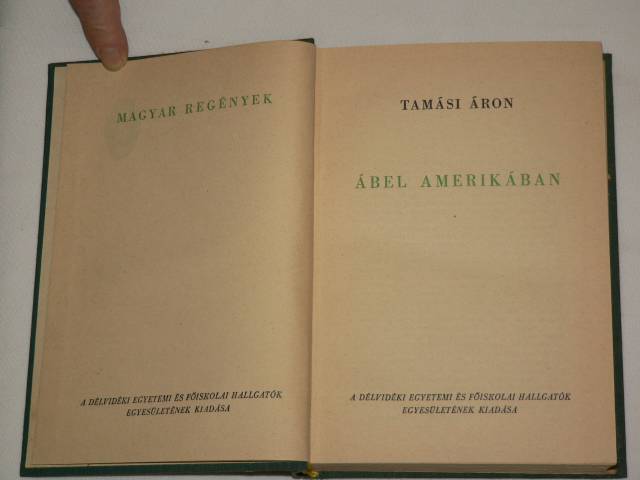 MAGYAR REGÉNYEK
A DÉLVIDÉKI EGYETEMI ÉS FŐISKOLAI HALLGATÓK
EGYESÜLETÉNEK KIADÁSA
TAMÁSI ÁRON
ÁBEL AMERIKÁBAN
A DÉLVIDÉKI EGYETEMI ÉS FŐISKOLAI HALLGATÓK
EGYESÜLETÉNEK KIADÁSA